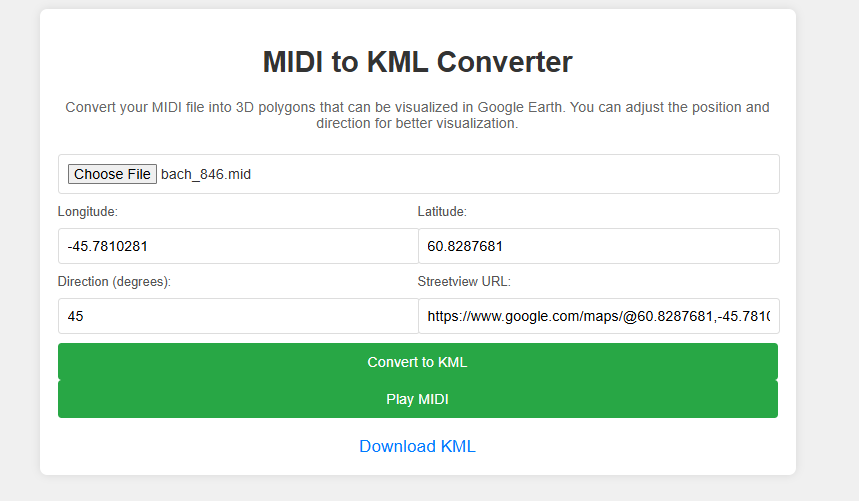 MIDI to KML Converter
Convert your MIDI file into 3D polygons that can be visualized in Google Earth. You can adjust the position and
direction for better visualization.
Choose File bach_846.mid
Longitude: Latitude:
-45.7810281 60.8287681
Direction (degrees): Streetview URL:
45 https://www.google.com/maps/@60.8287681,-45.7810
Convert to KML
Play MIDI
Download KML